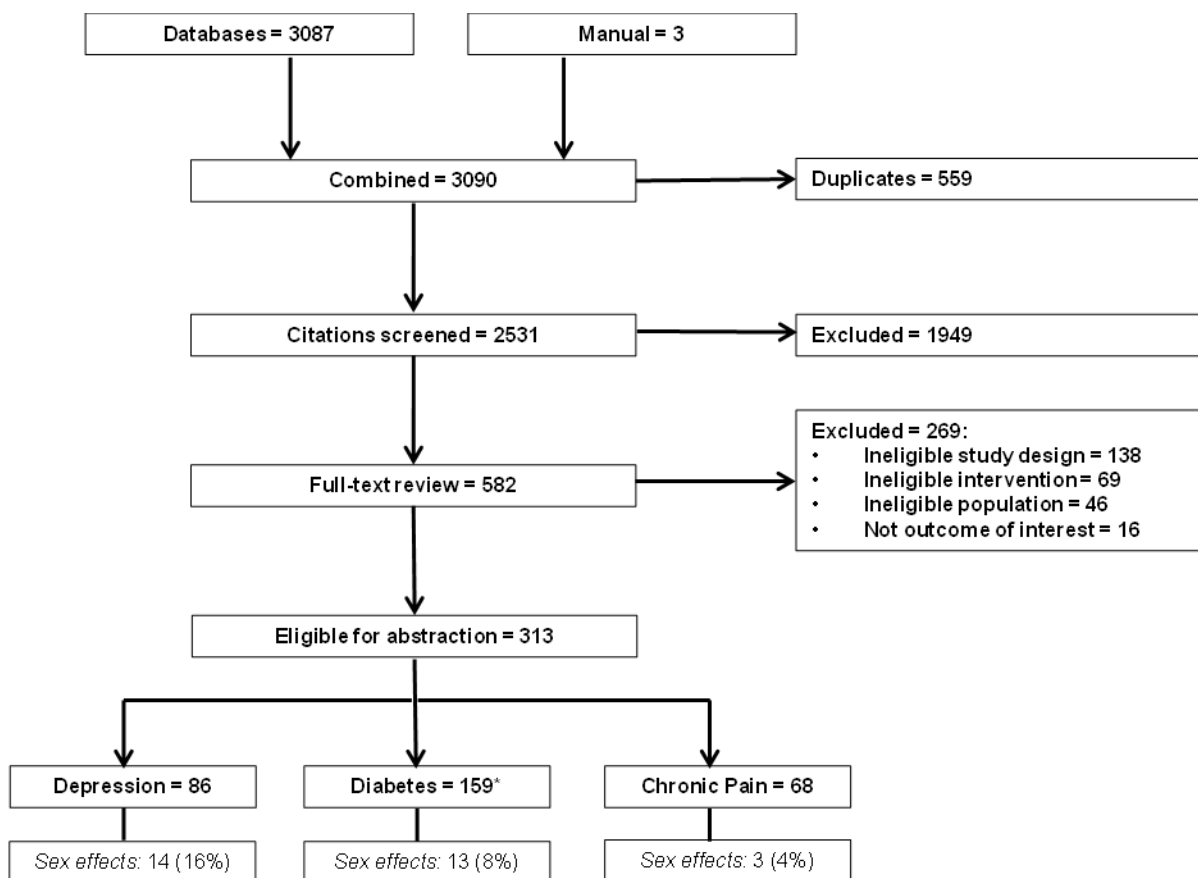 Databases = 3087
Manual = 3
Combined = 3090
Duplicates = 559
Citations screened = 2531
Excluded = 1949
Full-text review = 582
Excluded = 269:
• Ineligible study design = 138
• Ineligible intervention = 69
• Ineligible population = 46
• Not outcome of interest = 16
Eligible for abstraction = 313
Depression = 86
Diabetes = 159*
Chronic Pain = 68
Sex effects: 14 (16%)
Sex effects: 13 (8%)
Sex effects: 3 (4%)